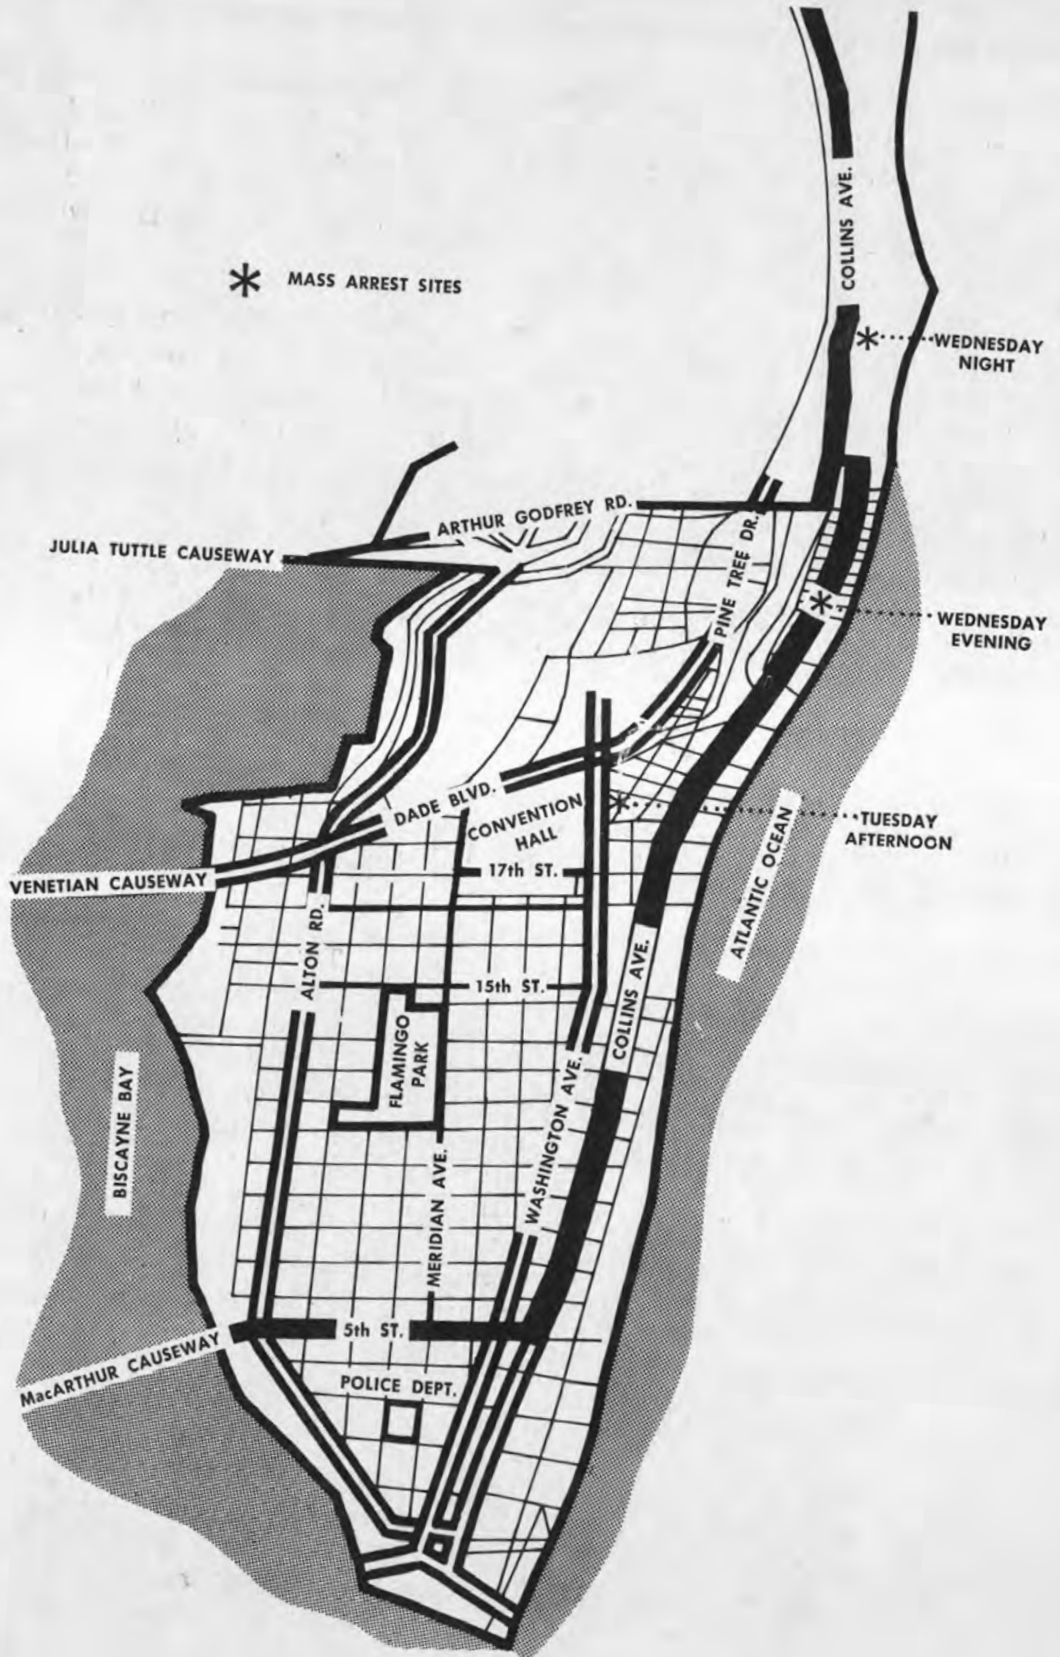 COLLINS AVE.
* MASS ARREST SITES
WEDNESDAY
NIGHT
ARTHUR GODFREY RD.
JULIA TUTTLE CAUSEWAY
PINE TREE DR.
WEDNESDAY
EVENING
DADE BLVD.
CONVENTION
HALL
TUESDAY
AFTERNOON
ATLANTIC OCEAN
17th ST.
VENETIAN CAUSEWAY
ALTON RD.
COLLINS AVE.
15th ST.
FLAMINGO
PARK
BISCAYNE BAY
WASHINGTON AVE.
MERIDIAN AVE.
5th ST.
MacARTHUR CAUSEWAY
POLICE DEPT.